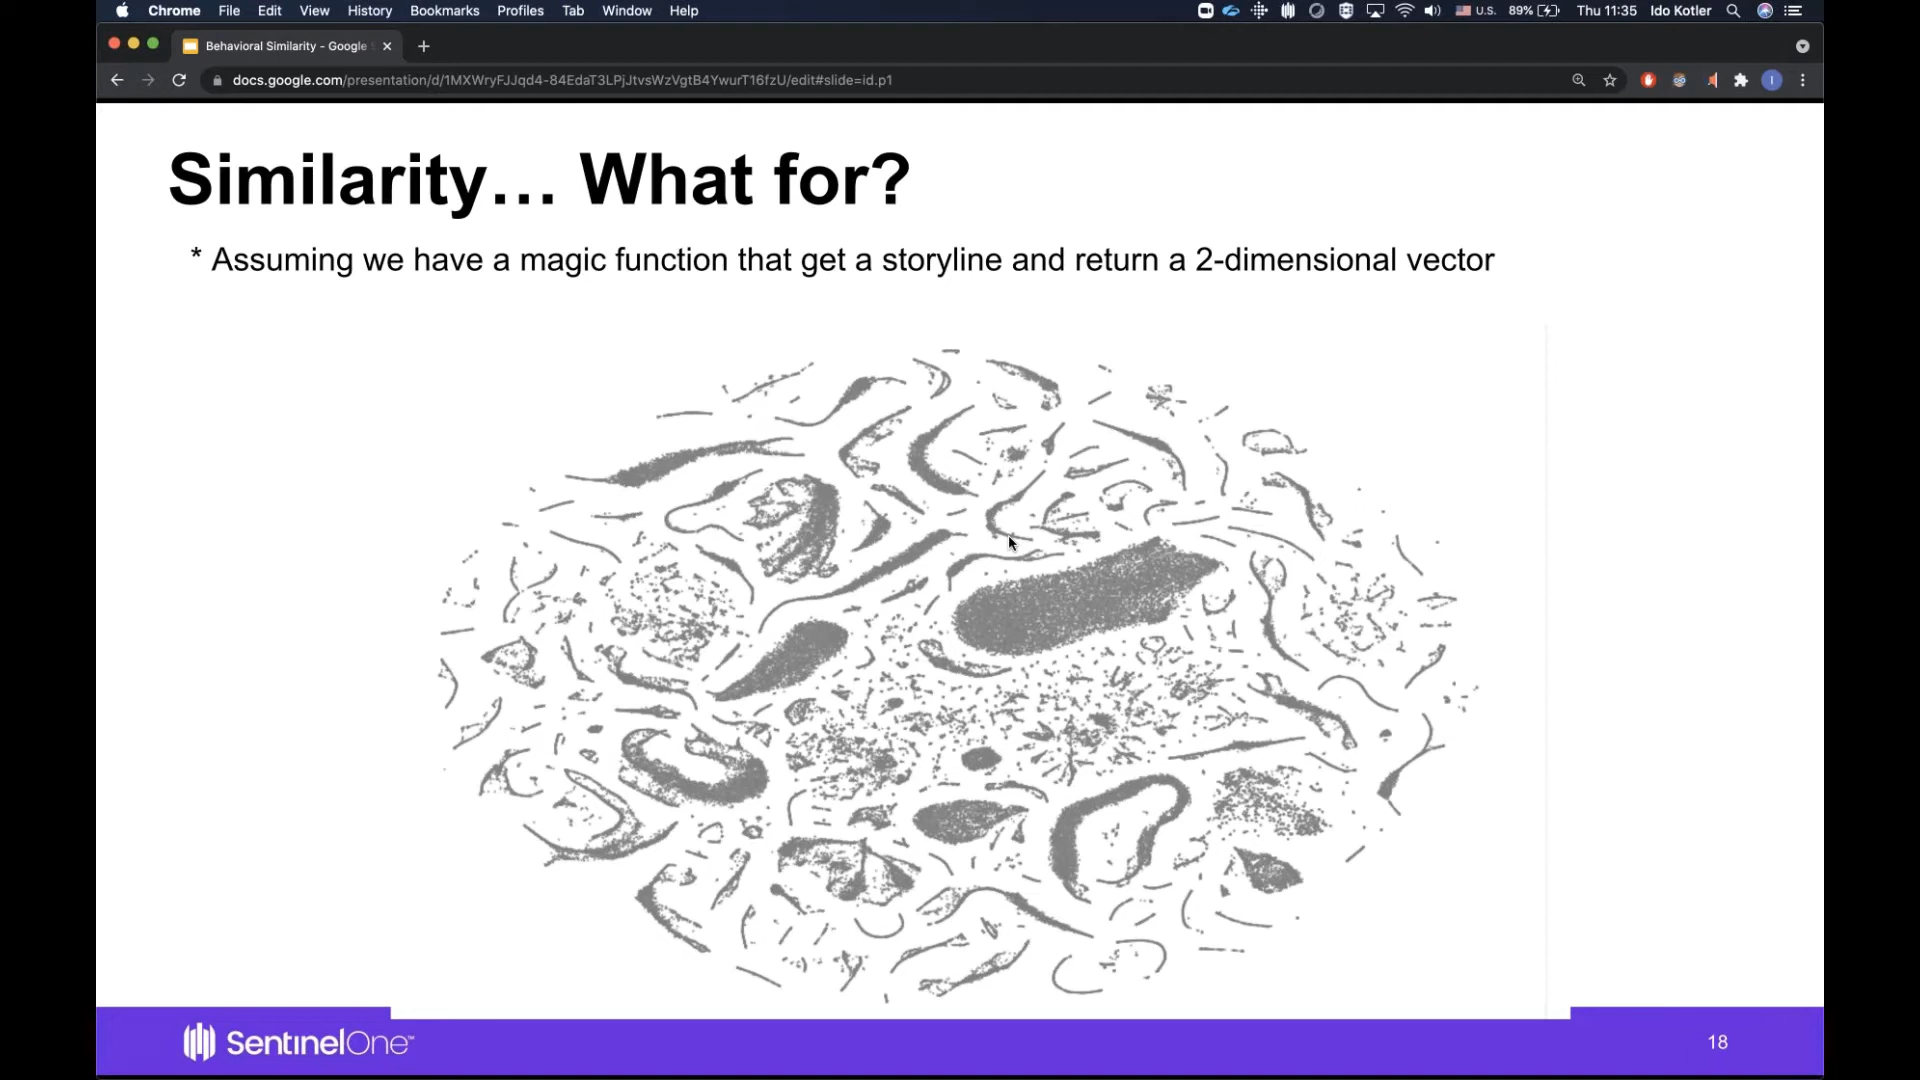 Chrome File Edit View History Bookmarks Profiles Tab Window Help U.S. 89% Thu 11:35 Ido Kotler
Behavioral Similarity - Google S
docs.google.com/presentation/d/1MXWryFJJqd4-84EdaT3LPjJtvsWzVgtB4YwurT16fzU/edit#slide=id.p1 I
Similarity... What for?
* Assuming we have a magic function that get a storyline and return a 2-dimensional vector
SentinelOne™ 18